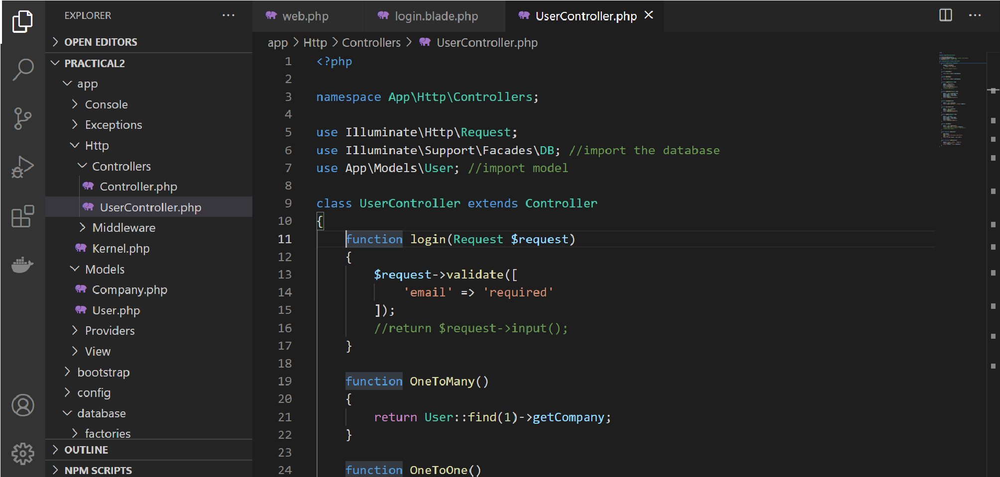 EXPLORER
OPEN EDITORS
PRACTICAL2
app
Console
Exceptions
Http
Controllers
Controller.php
UserController.php
Middleware
Kernel.php
Models
Company.php
User.php
Providers
View
bootstrap
config
database
factories
OUTLINE
NPM SCRIPTS
web.php
login.blade.php
UserController.php
app > Http > Controllers > UserController.php
1 <?php
2
3 namespace App\Http\Controllers;
4
5 use Illuminate\Http\Request;
6 use Illuminate\Support\Facades\DB; //import the database
7 use App\Models\User; //import model
8
9 class UserController extends Controller
10 {
11 function login(Request $request)
12 {
13 $request->validate([
14 'email' => 'required'
15 ]);
16 //return $request->input();
17 }
18
19 function OneToMany()
20 {
21 return User::find(1)->getCompany;
22 }
23
24 function OneToOne()